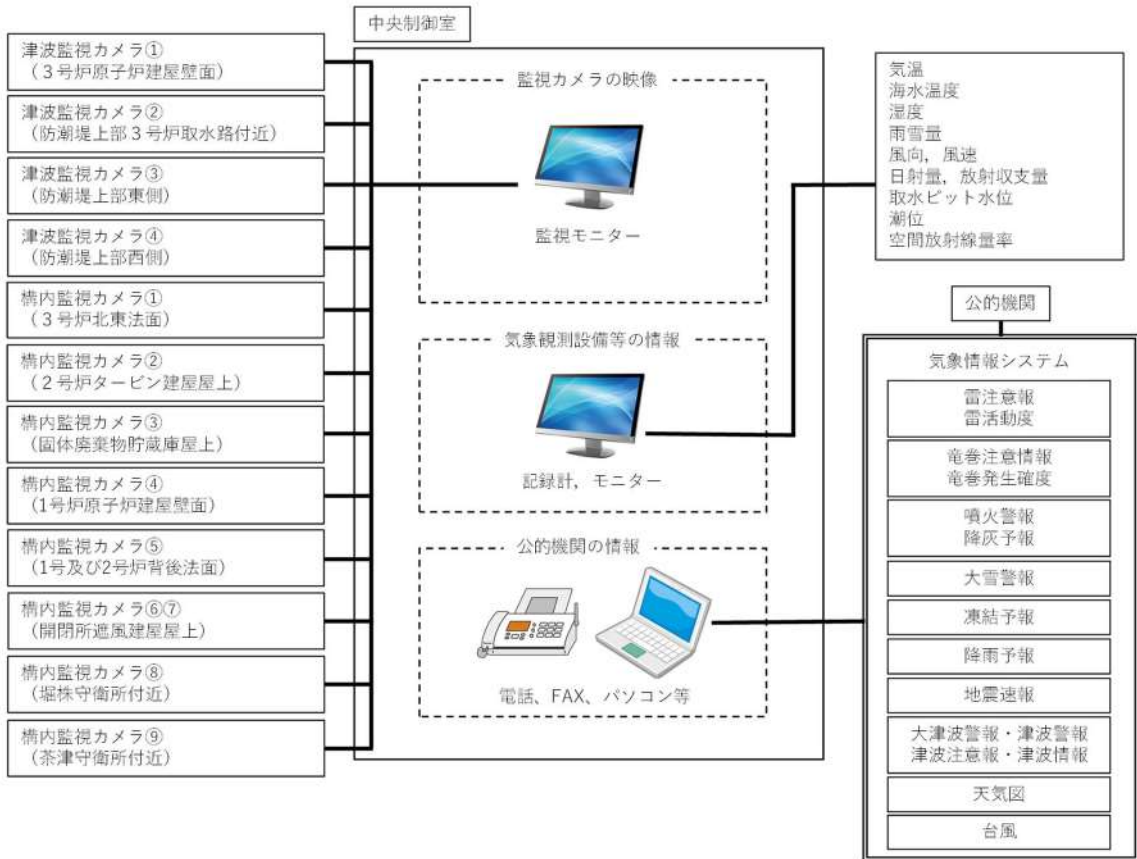 中央制御室
津波監視カメラ①
(3号炉原子炉建屋壁面)
津波監視カメラ②
(防潮堤上部3号炉取水路付近)
津波監視カメラ③
(防潮堤上部東側)
津波監視カメラ④
(防潮堤上部西側)
構内監視カメラ①
(3号炉北東法面)
構内監視カメラ②
(2号炉タービン建屋屋上)
構内監視カメラ③
(固体廃棄物貯蔵庫屋上)
構内監視カメラ④
(1号炉原子炉建屋壁面)
構内監視カメラ⑤
(1号及び2号炉背後法面)
構内監視カメラ⑥⑦
(開閉所遮風建屋屋上)
構内監視カメラ⑧
(堀株守衛所付近)
構内監視カメラ⑨
(茶津守衛所付近)
監視カメラの映像
監視モニター
気象観測設備等の情報
記録計,モニター
公的機関の情報
電話、FAX、パソコン等
気温
海水温度
湿度
雨雪量
風向,風速
日射量,放射収支量
取水ピット水位
潮位
空間放射線量率
公的機関
気象情報システム
雷注意報
雷活動度
竜巻注意情報
竜巻発生確度
噴火警報
降灰予報
大雪警報
凍結予報
降雨予報
地震速報
大津波警報・津波警報
津波注意報・津波情報
天気図
台風